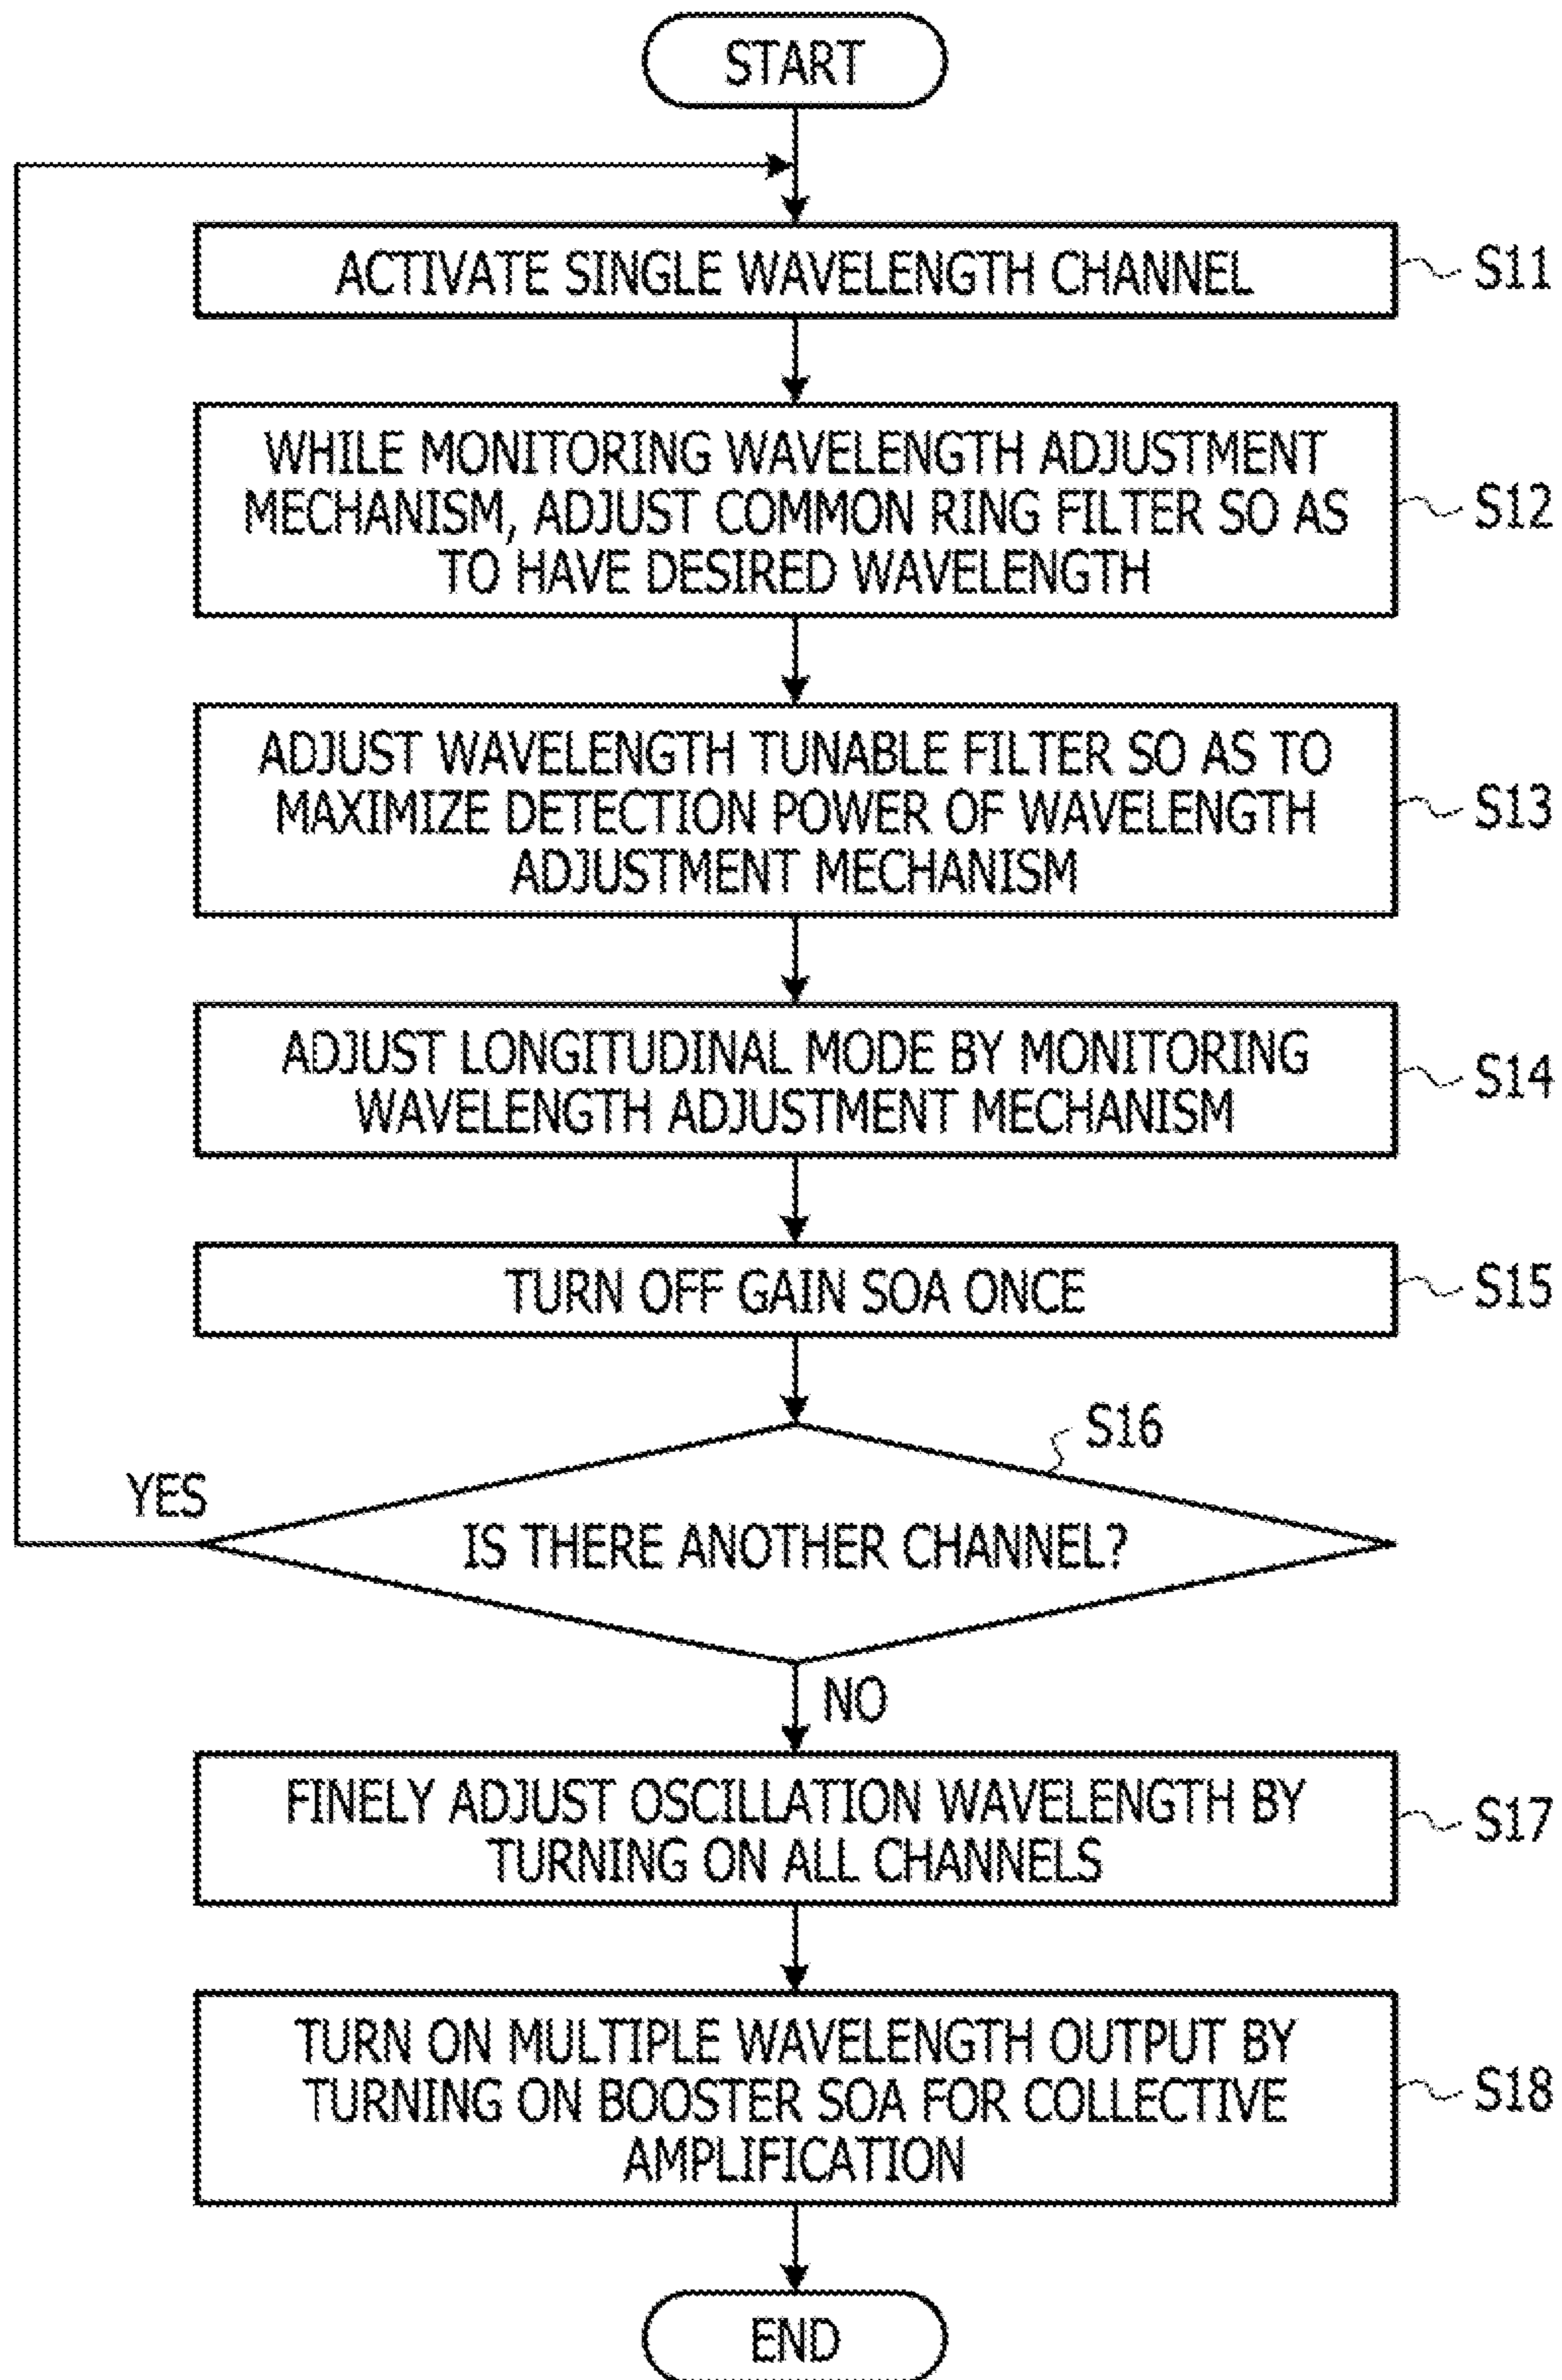 START
ACTIVATE SINGLE WAVELENGTH CHANNEL
S11
WHILE MONITORING WAVELENGTH ADJUSTMENT
MECHANISM, ADJUST COMMON RING FILTER SO AS
TO HAVE DESIRED WAVELENGTH
S12
ADJUST WAVELENGTH TUNABLE FILTER SO AS TO
MAXIMIZE DETECTION POWER OF WAVELENGTH
ADJUSTMENT MECHANISM
S13
ADJUST LONGITUDINAL MODE BY MONITORING
WAVELENGTH ADJUSTMENT MECHANISM
S14
TURN OFF GAIN SOA ONCE
S15
S16
YES
IS THERE ANOTHER CHANNEL?
NO
FINELY ADJUST OSCILLATION WAVELENGTH BY
TURNING ON ALL CHANNELS
S17
TURN ON MULTIPLE WAVELENGTH OUTPUT BY
TURNING ON BOOSTER SOA FOR COLLECTIVE
AMPLIFICATION
S18
END